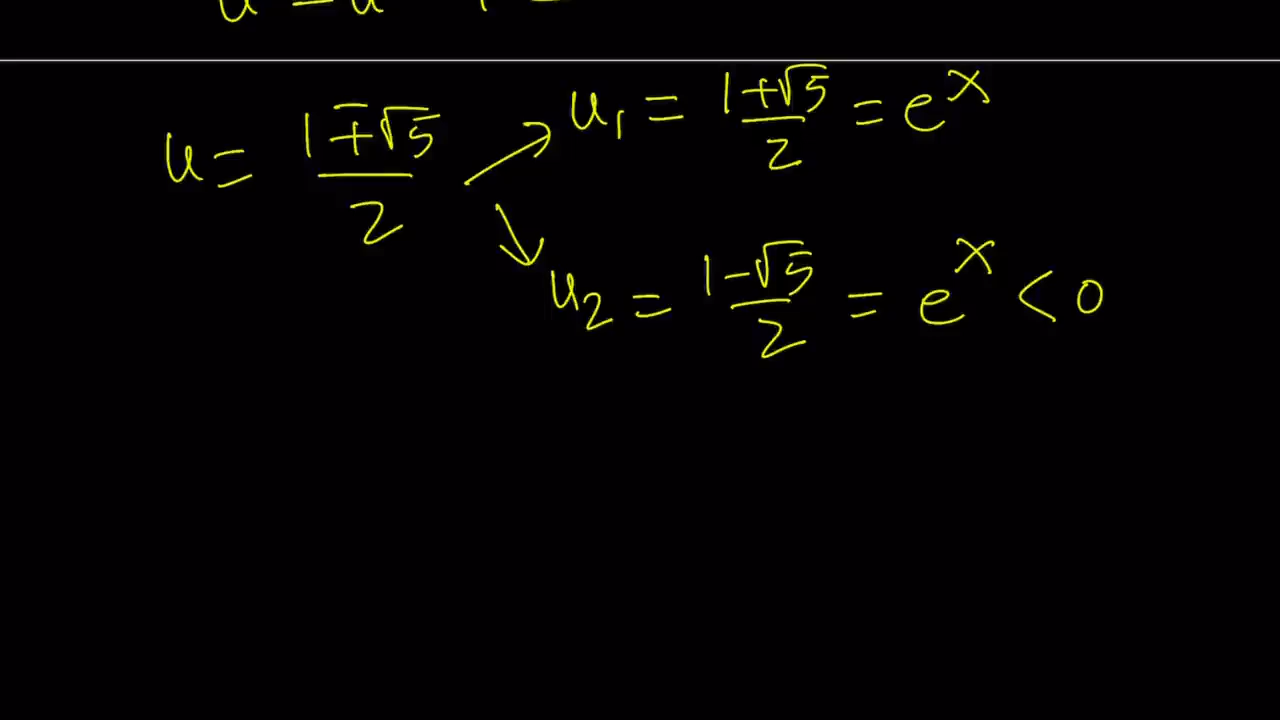 u = (1∓√5)/2
u₁ = (1+√5)/2 = eˣ
u₂ = (1-√5)/2 = eˣ < 0